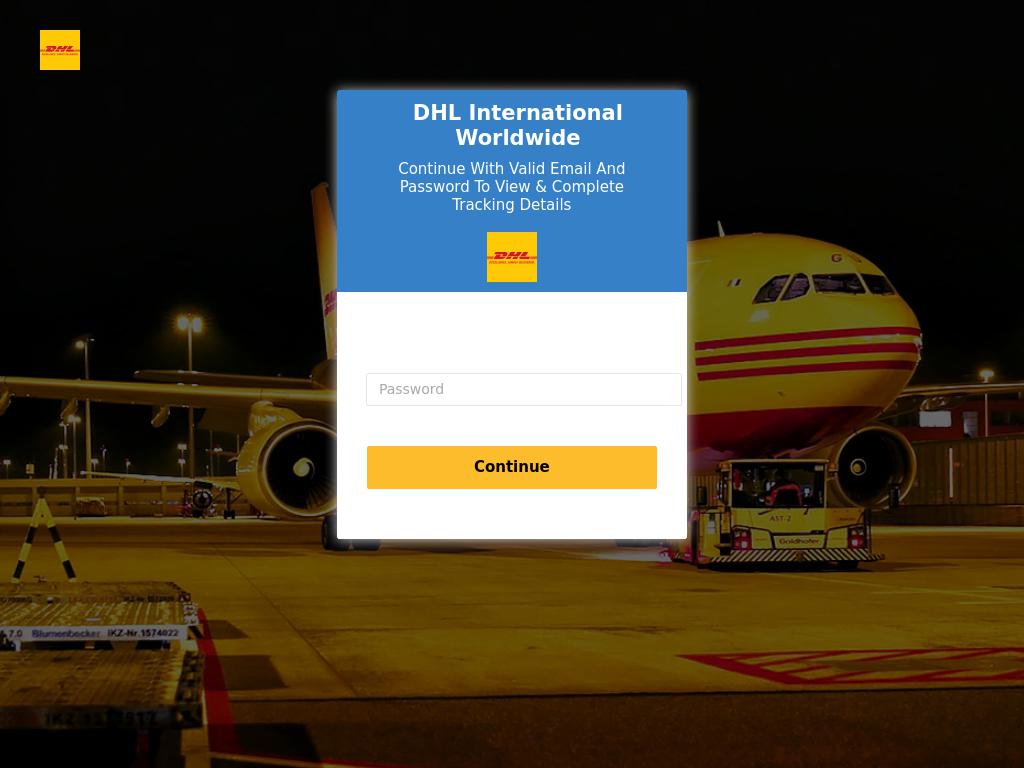 DHL
DHL International
Worldwide
Continue With Valid Email And
Password To View & Complete
Tracking Details
DHL
Password
Continue
AST-2
Goldhofer
7.0 Blumenbecker IKZ-Nr.1574022